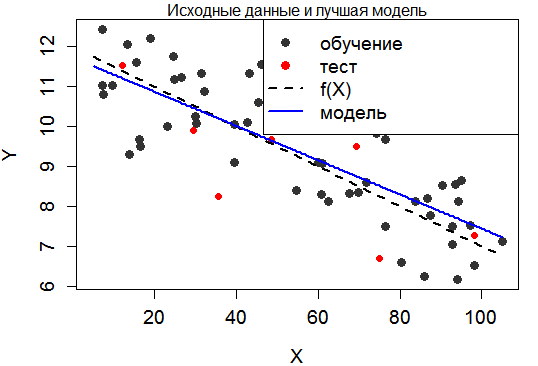 Исходные данные и лучшая модель
обучение
тест
f(X)
модель
12
11
10
9
8
7
6
Y
20 40 60 80 100
X